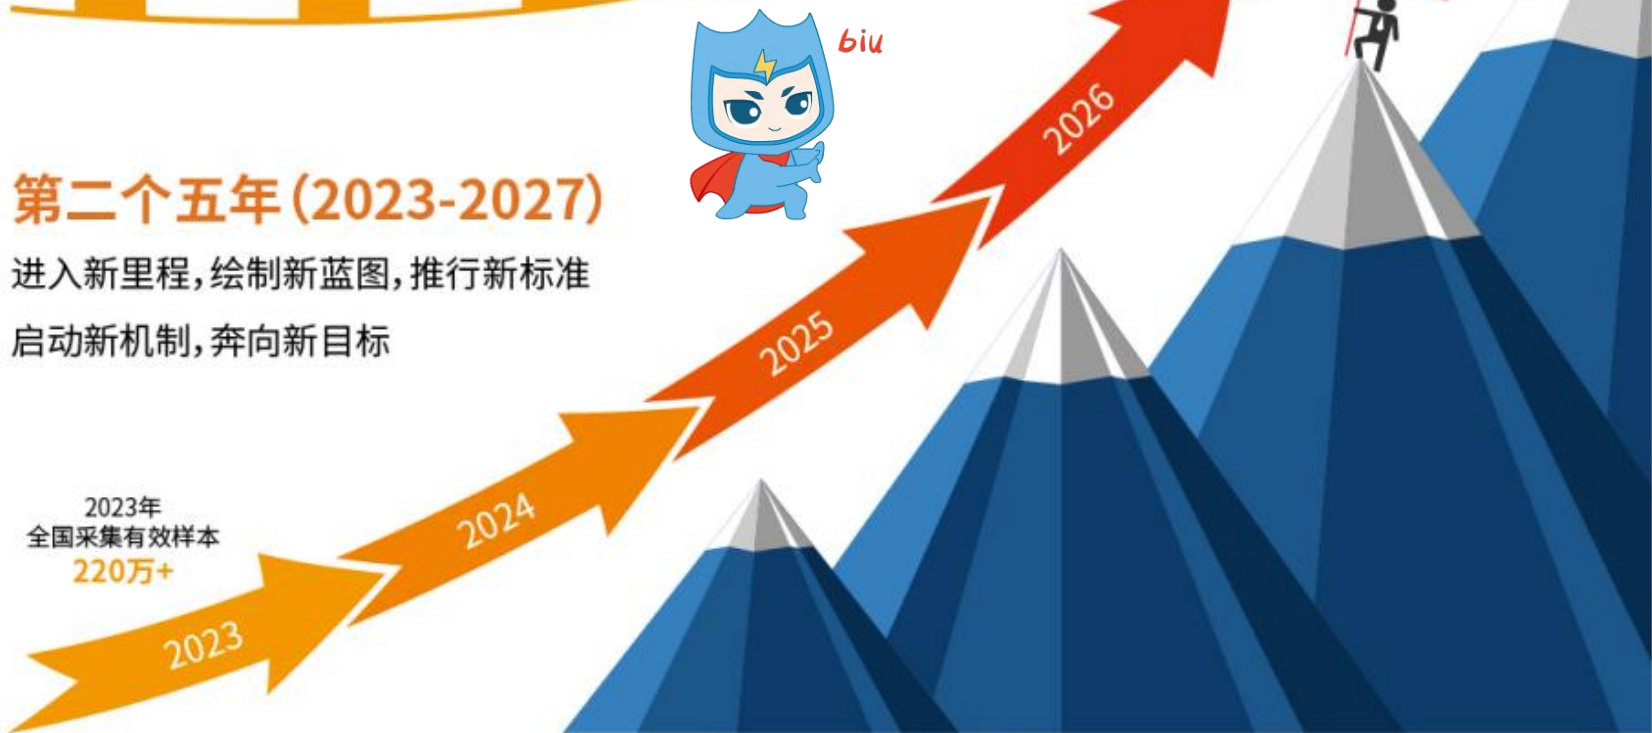 biu
第二个五年(2023-2027)
进入新里程,绘制新蓝图,推行新标准
启动新机制,奔向新目标
2023年
全国采集有效样本
220万+
2023
2024
2025
2026